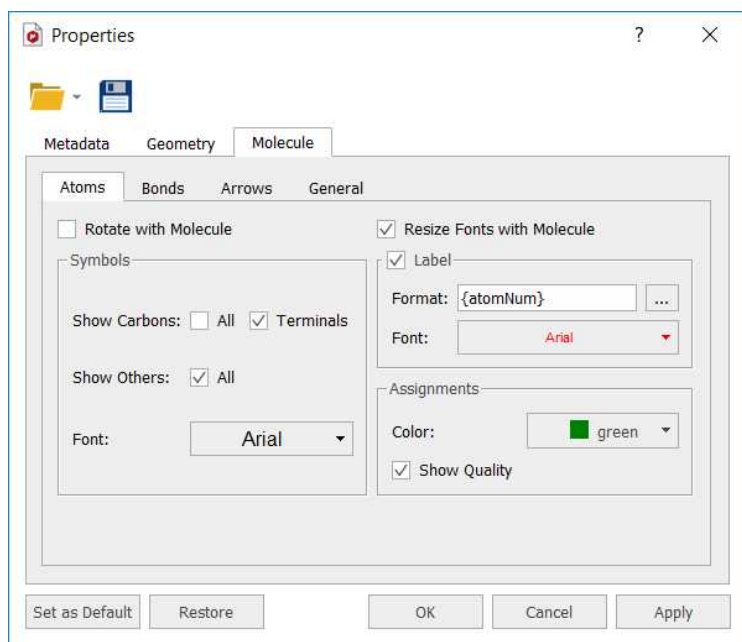 Properties ?
Metadata Geometry Molecule
Atoms Bonds Arrows General
Rotate with Molecule
Resize Fonts with Molecule
Symbols
Show Carbons: All Terminals
Show Others: All
Font: Arial
Label
Format: {atomNum} ...
Font: Arial
Assignments
Color: green
Show Quality
Set as Default Restore OK Cancel Apply